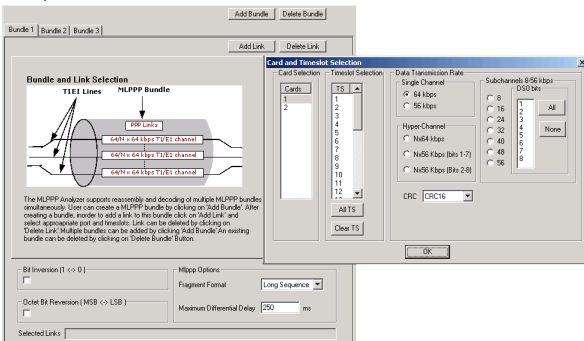 Add Bundle Delete Bundle
Bundle 1 Bundle 2 Bundle 3
Add Link Delete Link
Bundle and Link Selection
T1E1 Lines MLPPP Bundle
PPP Links
64/N x 64 kbps T1/E1 channel
64/N x 64 kbps T1/E1 channel
64/N x 64 kbps T1/E1 channel
The MLPPP Analyzer supports reassembly and decoding of multiple MLPPP bundles
simultaneously. User can create a MLPPP bundle by clicking on 'Add Bundle'. After
creating a bundle, inorder to add a link to this bundle click on 'Add Link' and
select appropriate port and timeslots. Link can be deleted by clicking on
'Delete Link'.Multiple bundles can be added by clicking 'Add Bundle'.An existing
bundle can be deleted by clicking on 'Delete Bundle' Button.
Bit Inversion (1 <-> 0 )
Octet Bit Reversion ( MSB <-> LSB )
Mlppp Options
Fragment Format Long Sequence
Maximum Differential Delay 250 ms
Selected Links
Card and Timeslot Selection
Card Selection
Cards
1
2
Timeslot Selection
TS
1
2
3
4
5
6
7
8
9
10
11
12
All TS
Clear TS
Data Transmission Rate
Single Channel
64 kbps
56 kbps
Hyper-Channel
Nx64 kbps
Nx56 Kbps (bits 1-7)
Nx56 Kbps (Bits 2-8)
Subchannels 8-56 kbps
8
16
24
32
40
48
56
DS0 bits
1
2
3
4
5
6
7
8
All
None
CRC CRC16
OK